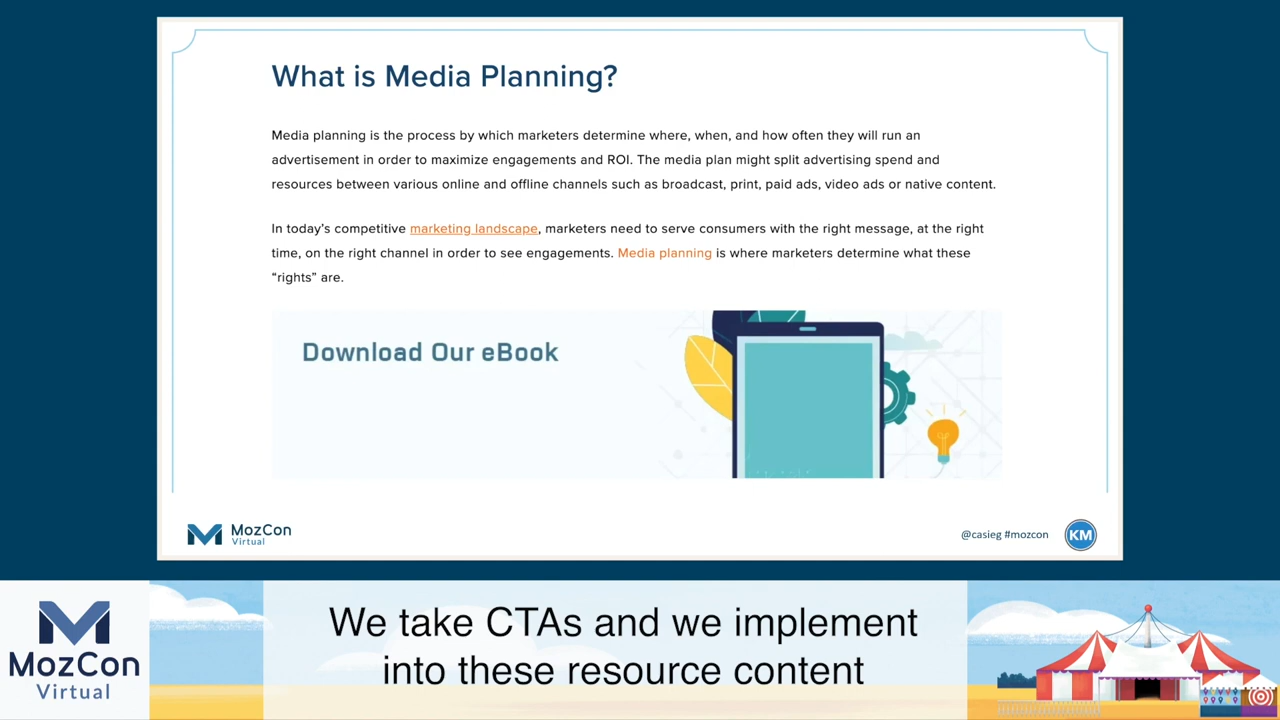 What is Media Planning?
Media planning is the process by which marketers determine where, when, and how often they will run an
advertisement in order to maximize engagements and ROI. The media plan might split advertising spend and
resources between various online and offline channels such as broadcast, print, paid ads, video ads or native content.
In today's competitive marketing landscape, marketers need to serve consumers with the right message, at the right
time, on the right channel in order to see engagements. Media planning is where marketers determine what these
“rights” are.
Download Our eBook
MozCon
Virtual
@casieg #mozcon
KM
MozCon
Virtual
We take CTAs and we implement
into these resource content